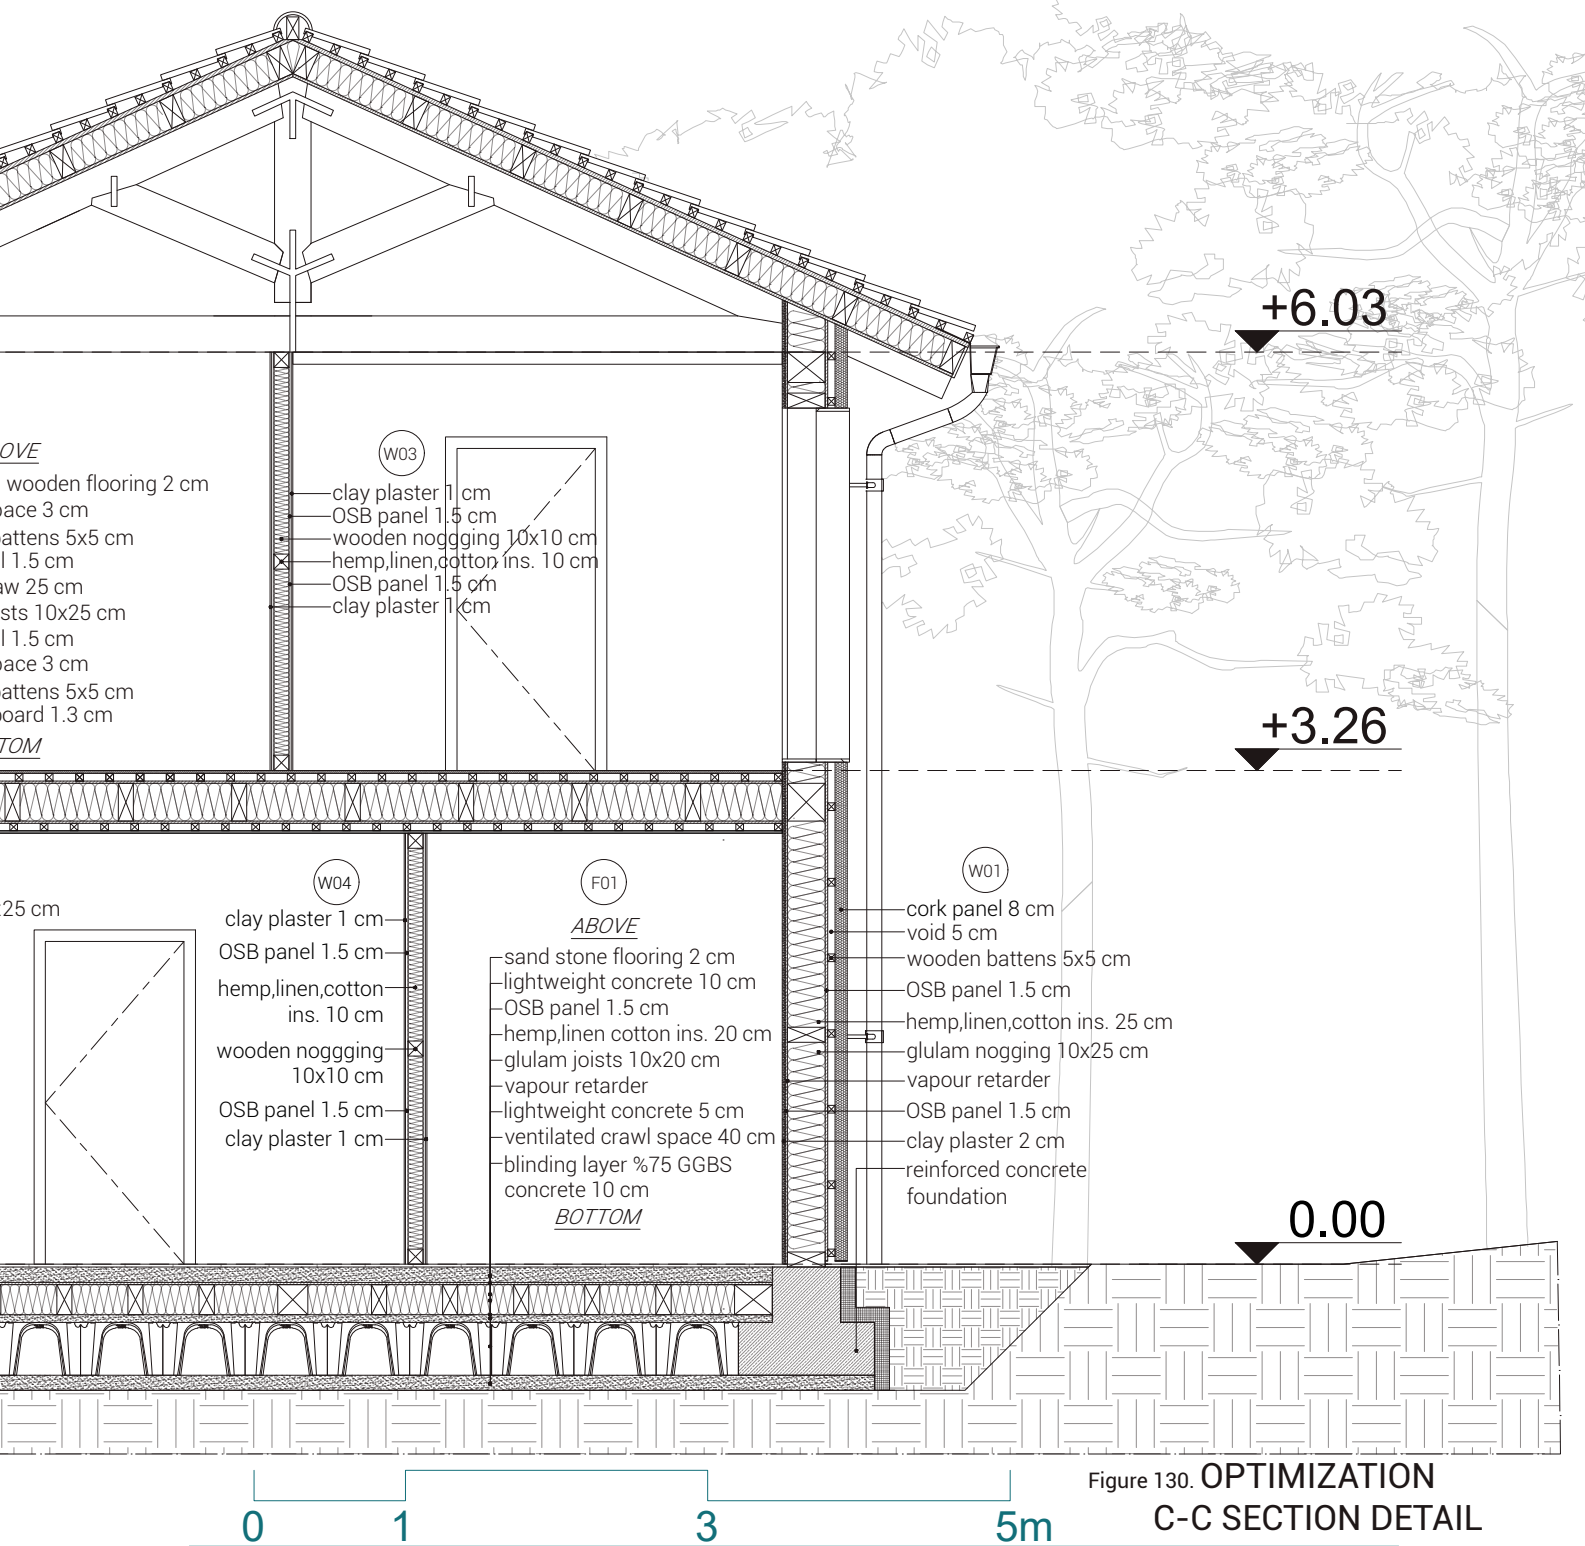 +6.03
OVE
wooden flooring 2 cm
pace 3 cm
battens 5x5 cm
l 1.5 cm
aw 25 cm
sts 10x25 cm
l 1.5 cm
pace 3 cm
battens 5x5 cm
board 1.3 cm
TOM
W03
clay plaster 1 cm
OSB panel 1.5 cm
wooden noggging 10x10 cm
hemp,linen,cotton ins. 10 cm
OSB panel 1.5 cm
clay plaster 1 cm
+3.26
25 cm
W04
clay plaster 1 cm
OSB panel 1.5 cm
hemp,linen,cotton
ins. 10 cm
wooden noggging
10x10 cm
OSB panel 1.5 cm
clay plaster 1 cm
F01
ABOVE
sand stone flooring 2 cm
lightweight concrete 10 cm
OSB panel 1.5 cm
hemp,linen cotton ins. 20 cm
glulam joists 10x20 cm
vapour retarder
lightweight concrete 5 cm
ventilated crawl space 40 cm
blinding layer %75 GGBS
concrete 10 cm
BOTTOM
W01
cork panel 8 cm
void 5 cm
wooden battens 5x5 cm
OSB panel 1.5 cm
hemp,linen,cotton ins. 25 cm
glulam nogging 10x25 cm
vapour retarder
OSB panel 1.5 cm
clay plaster 2 cm
reinforced concrete
foundation
0.00
0 1 3 5m
Figure 130. OPTIMIZATION
C-C SECTION DETAIL